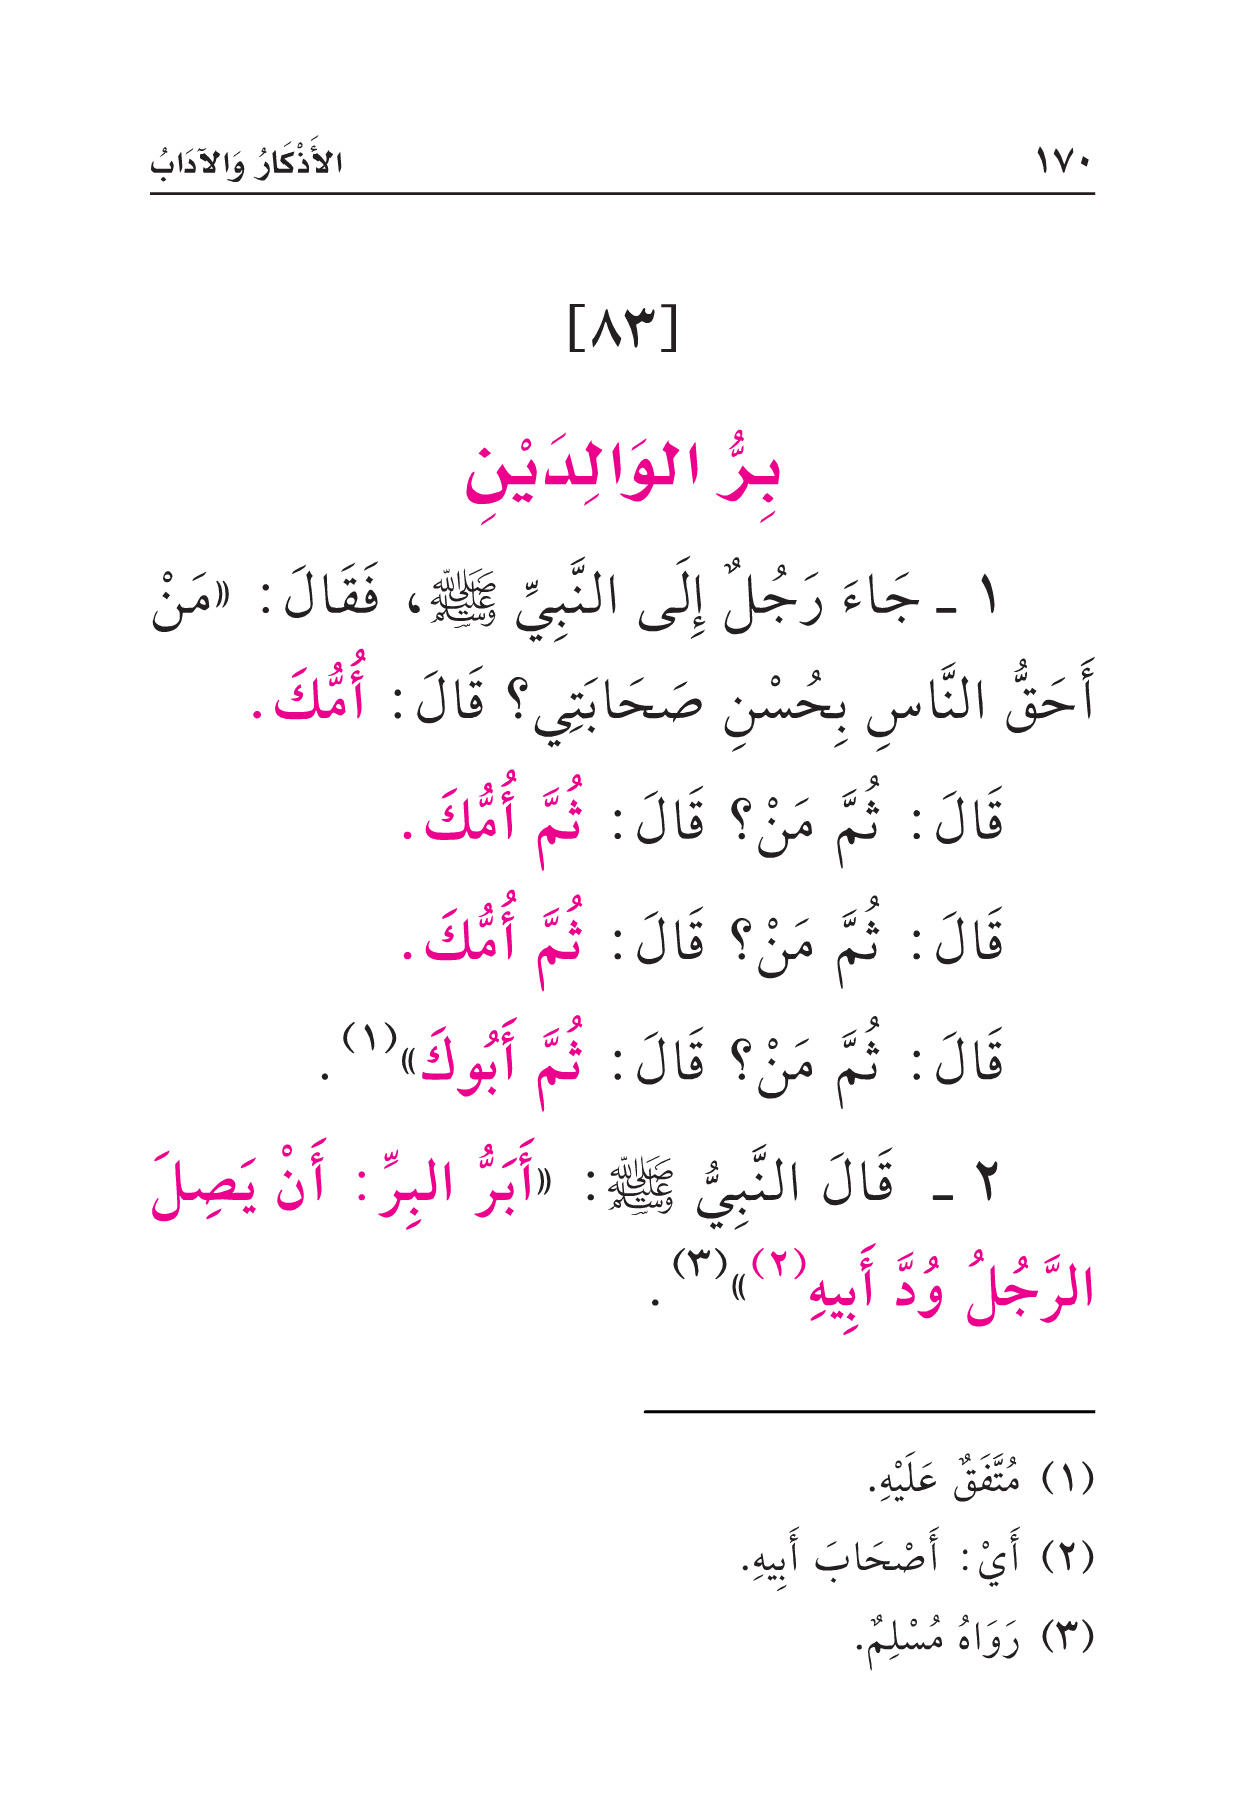 ١٧٠ الأَذْكَارُ وَالآدَابُ
[٨٣]
بِرُّ الوَالِدَيْنِ
١ ـ جَاءَ رَجُلٌ إِلَى النَّبِيِّ ﷺ، فَقَالَ: «مَنْ
أَحَقُّ النَّاسِ بِحُسْنِ صَحَابَتِي؟ قَالَ: أُمُّكَ.
قَالَ: ثُمَّ مَنْ؟ قَالَ: ثُمَّ أُمُّكَ.
قَالَ: ثُمَّ مَنْ؟ قَالَ: ثُمَّ أُمُّكَ.
قَالَ: ثُمَّ مَنْ؟ قَالَ: ثُمَّ أَبُوكَ»(١).
٢ ـ قَالَ النَّبِيُّ ﷺ: «أَبَرُّ البِرِّ: أَنْ يَصِلَ
الرَّجُلُ وُدَّ أَبِيهِ(٢)»(٣).
(١) مُتَّفَقٌ عَلَيْهِ.
(٢) أَيْ: أَصْحَابَ أَبِيهِ.
(٣) رَوَاهُ مُسْلِمٌ.